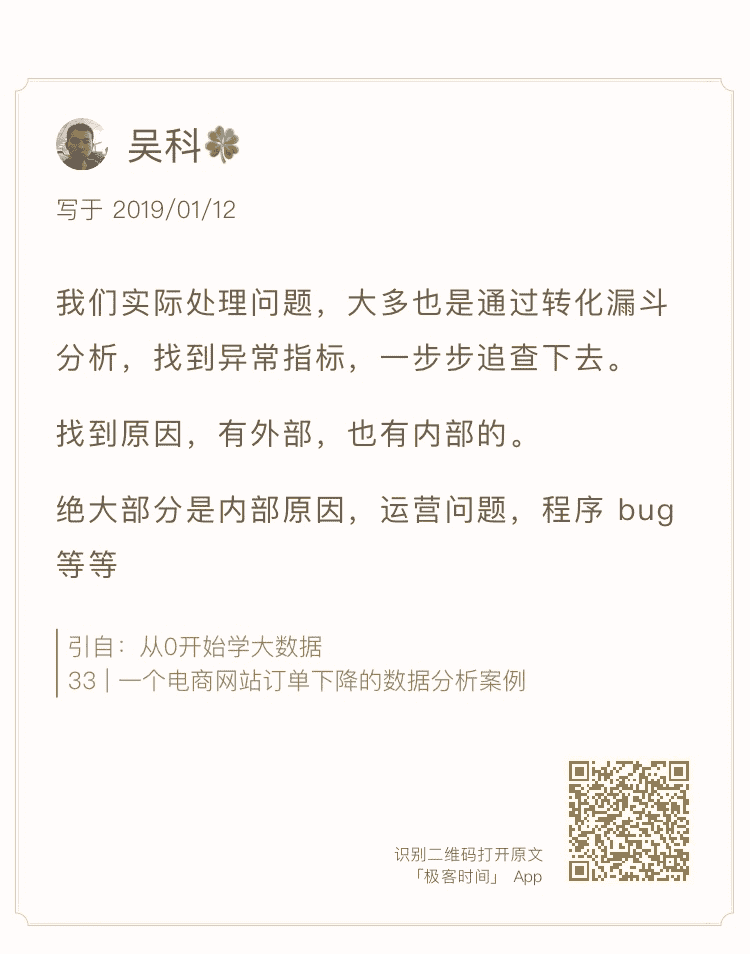 吴科🍀
写于 2019/01/12
我们实际处理问题，大多也是通过转化漏斗
分析，找到异常指标，一步步追查下去。
找到原因，有外部，也有内部的。
绝大部分是内部原因，运营问题，程序 bug
等等
引自：从0开始学大数据
33 | 一个电商网站订单下降的数据分析案例
识别二维码打开原文
「极客时间」 App